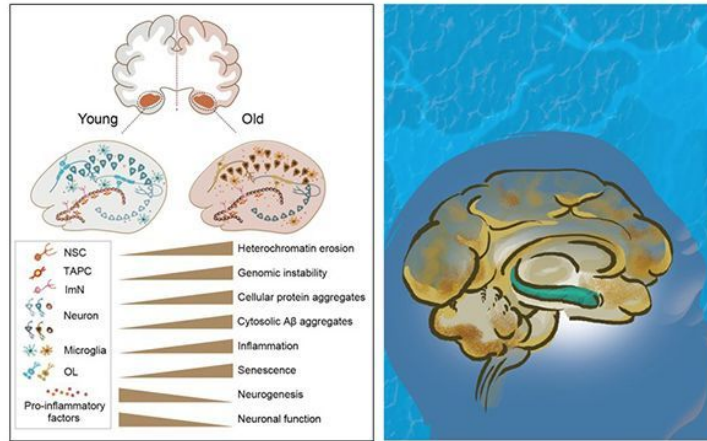 Young
Old
NSC
TAPC
ImN
Neuron
Microglia
OL
Pro-inflammatory
factors
Heterochromatin erosion
Genomic instability
Cellular protein aggregates
Cytosolic Aβ aggregates
Inflammation
Senescence
Neurogenesis
Neuronal function